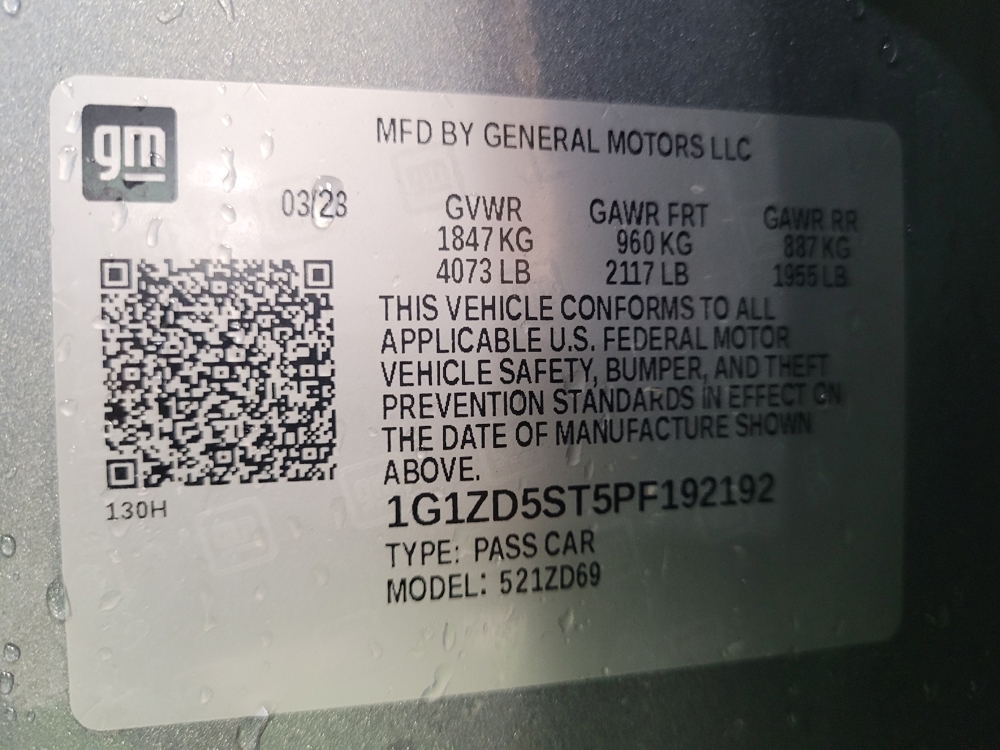 gm
MFD BY GENERAL MOTORS LLC
03/23
GVWR GAWR FRT GAWR RR
1847 KG 960 KG 887 KG
4073 LB 2117 LB 1955 LB
THIS VEHICLE CONFORMS TO ALL
APPLICABLE U.S. FEDERAL MOTOR
VEHICLE SAFETY, BUMPER, AND THEFT
PREVENTION STANDARDS IN EFFECT ON
THE DATE OF MANUFACTURE SHOWN
ABOVE.
130H
1G1ZD5ST5PF192192
TYPE: PASS CAR
MODEL: 521ZD69